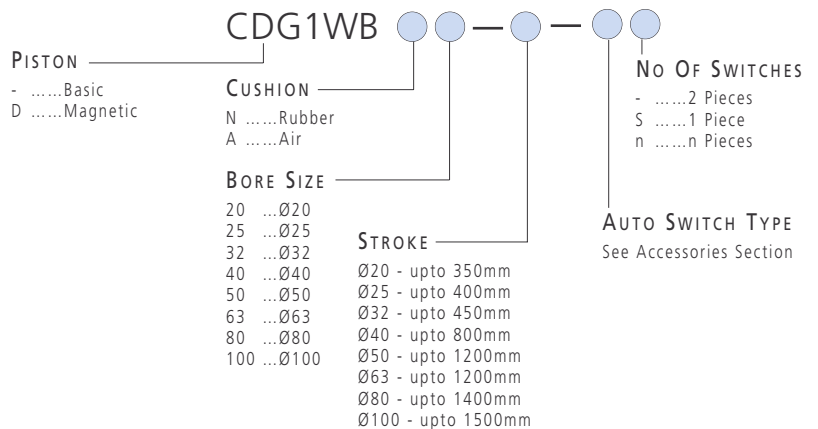 CDG1WB — —
PISTON
- ……Basic
D ……Magnetic
CUSHION
N ……Rubber
A ……Air
BORE SIZE
20 …Ø20
25 …Ø25
32 …Ø32
40 …Ø40
50 …Ø50
63 …Ø63
80 …Ø80
100 …Ø100
STROKE
Ø20 - upto 350mm
Ø25 - upto 400mm
Ø32 - upto 450mm
Ø40 - upto 800mm
Ø50 - upto 1200mm
Ø63 - upto 1200mm
Ø80 - upto 1400mm
Ø100 - upto 1500mm
NO OF SWITCHES
- ……2 Pieces
S ……1 Piece
n ……n Pieces
AUTO SWITCH TYPE
See Accessories Section